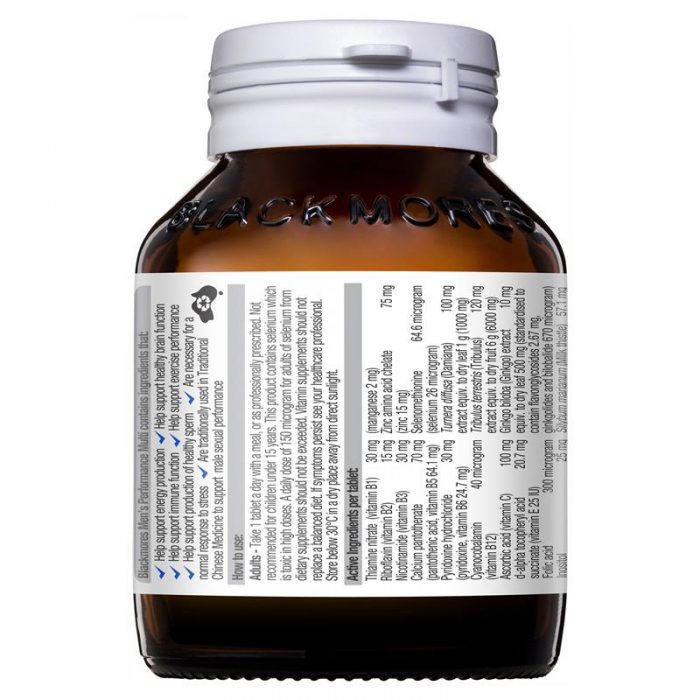 BLACKMORES
Blackmores Men's Performance Multi contains ingredients that:
✔ Help support energy production ✔ Help support healthy brain function
✔ Help support immune function ✔ Help support exercise performance
✔ Help support production of healthy sperm ✔ Are necessary for a
normal response to stress ✔ Are traditionally used in Traditional
Chinese Medicine to support male sexual performance
How to use:
Adults - Take 1 tablet a day with a meal, or as professionally prescribed. Not
recommended for children under 15 years. This product contains selenium which
is toxic in high doses. A daily dose of 150 microgram for adults of selenium from
dietary supplements should not be exceeded. Vitamin supplements should not
replace a balanced diet. If symptoms persist see your healthcare professional.
Store below 30°C in a dry place away from direct sunlight.
Active Ingredients per tablet:
Thiamine nitrate (vitamin B1) 30 mg
Riboflavin (vitamin B2) 15 mg
Nicotinamide (vitamin B3) 30 mg
Calcium pantothenate 70 mg
(pantothenic acid, vitamin B5 64.1 mg)
Pyridoxine hydrochloride 30 mg
(pyridoxine, vitamin B6 24.7 mg)
Cyanocobalamin 40 microgram
(vitamin B12)
Ascorbic acid (vitamin C) 100 mg
d-alpha tocopheryl acid 20.7 mg
succinate (vitamin E 25 IU)
Folic acid 300 microgram
Inositol 25 mg
(manganese 2 mg)
Zinc amino acid chelate 75 mg
(zinc 15 mg)
Selenomethionine 64.6 microgram
(selenium 26 microgram)
Turnera diffusa (Damiana) 100 mg
extract equiv. to dry leaf 1 g (1000 mg)
Tribulus terrestris (Tribulus) 120 mg
extract equiv. to dry fruit 6 g (6000 mg)
Ginkgo biloba (Ginkgo) extract 10 mg
equiv. to dry leaf 500 mg (standardised to
contain flavonglycosides 2.67 mg,
ginkgolides and bilobalide 670 microgram)
Silybum marianum (Milk thistle) 57.1 mg